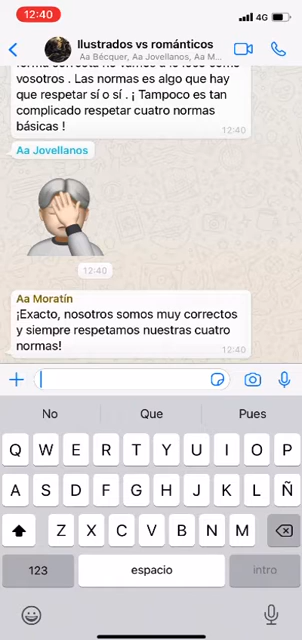 12:40
4G
Ilustrados vs románticos
Aa Bécquer, Aa Jovellanos, Aa M...
vosotros . Las normas es algo que hay
que respetar sí o sí . ¡ Tampoco es tan
complicado respetar cuatro normas
básicas !
12:40
Aa Jovellanos
12:40
Aa Moratín
¡Exacto, nosotros somos muy correctos
y siempre respetamos nuestras cuatro
normas!
12:40
No Que Pues
Q W E R T Y U I O P
A S D F G H J K L Ñ
Z X C V B N M
123 espacio intro